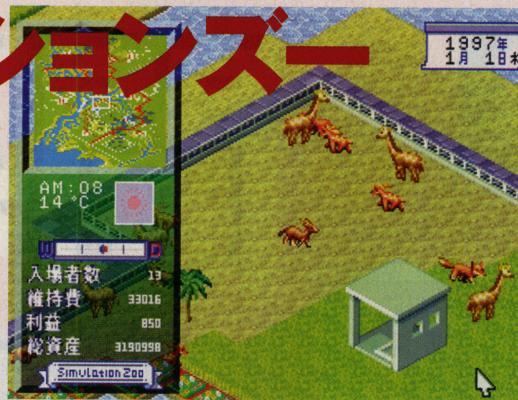 ションズー
1997年
1月 1日木
AM:08
14 °C
U D
入場者数 13
維持費 33016
利益 850
総資産 3190998
Simulation Zoo